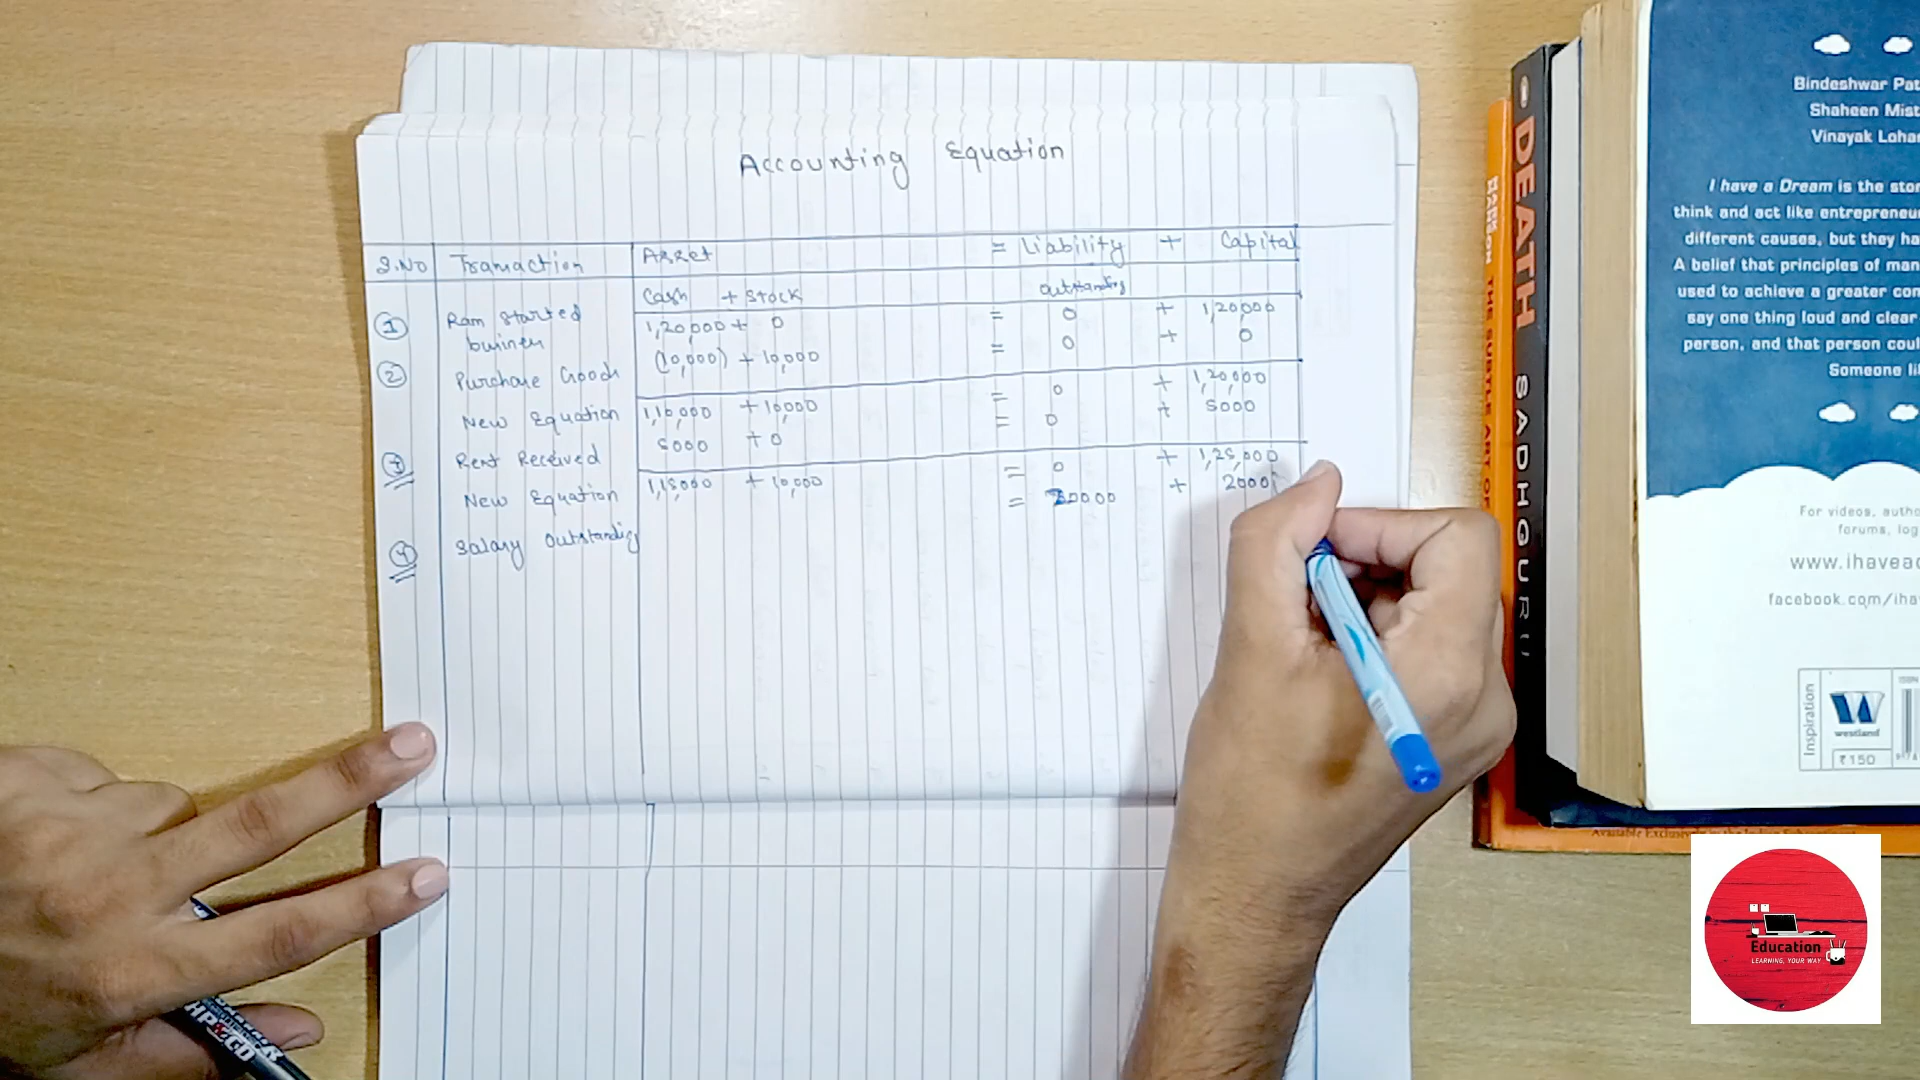 Accounting Equation
S.No Transaction Asset = Liability + Capital
Cash + Stock outstanding
1 Ram started business 1,20,000 + 0 = 0 + 1,20,000
2 Purchase Goods (10,000) + 10,000 = 0 + 0
New Equation 1,10,000 + 10,000 = 0 + 1,20,000
3 Rent Received 5000 + 0 = 0 + 5000
New Equation 1,15,000 + 10,000 = 0 + 1,25,000
4 Salary Outstanding = 20000 + 2000
DEATH SADHGURU
THE SUBTLE ART OF
Bindeshwar Pat
Shaheen Mist
Vinayak Loha
I have a Dream is the stor
think and act like entrepreneu
different causes, but they ha
A belief that principles of man
used to achieve a greater con
say one thing loud and clear
person, and that person coul
Someone li
For videos, autho
forums, log
www.ihavead
facebook.com/iha
Inspiration
W
westland
₹150
ISBN
Education
LEARNING, YOUR WAY